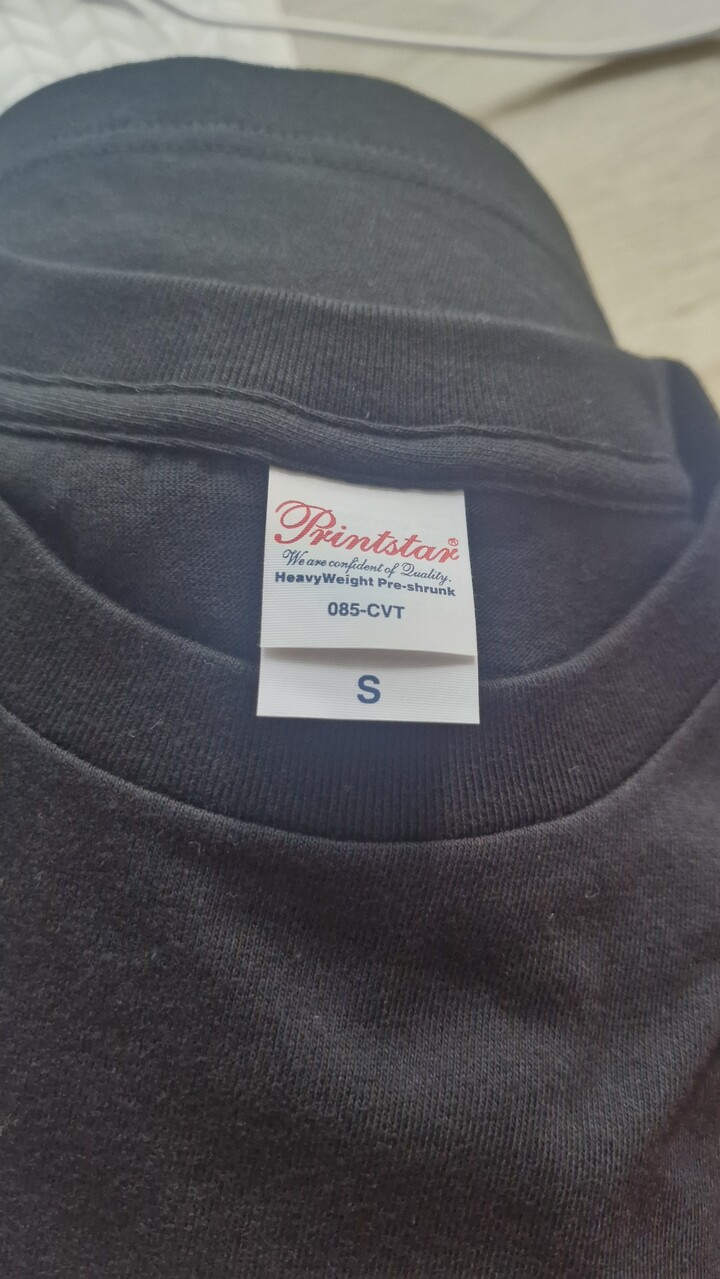 Printstar®
We are confident of Quality.
HeavyWeight Pre-shrunk
085-CVT
S